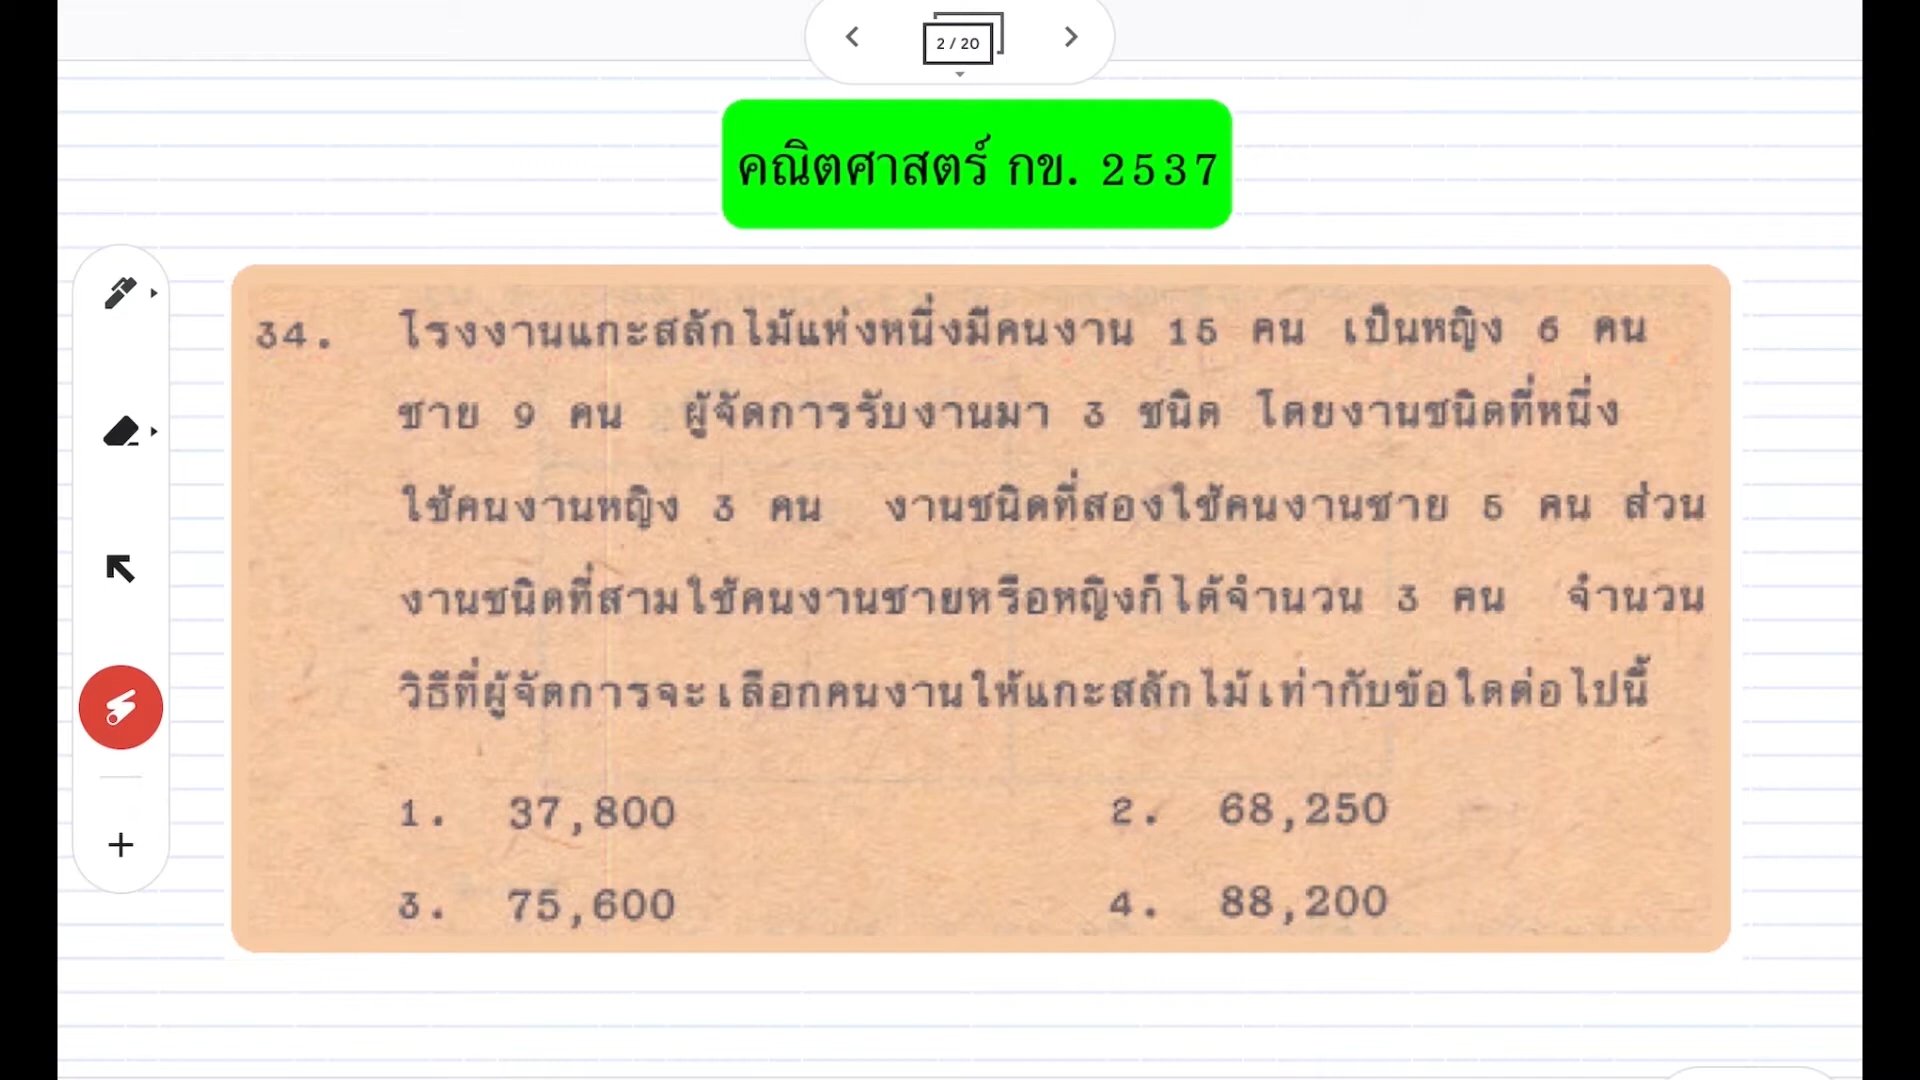 2 / 20
คณิตศาสตร์ กข. 2537
34. โรงงานแกะสลักไม้แห่งหนึ่งมีคนงาน 15 คน เป็นหญิง 6 คน
ชาย 9 คน ผู้จัดการรับงานมา 3 ชนิด โดยงานชนิดที่หนึ่ง
ใช้คนงานหญิง 3 คน งานชนิดที่สองใช้คนงานชาย 5 คน ส่วน
งานชนิดที่สามใช้คนงานชายหรือหญิงก็ได้จำนวน 3 คน จำนวน
วิธีที่ผู้จัดการจะเลือกคนงานให้แกะสลักไม้เท่ากับข้อใดต่อไปนี้
1. 37,800 2. 68,250
3. 75,600 4. 88,200